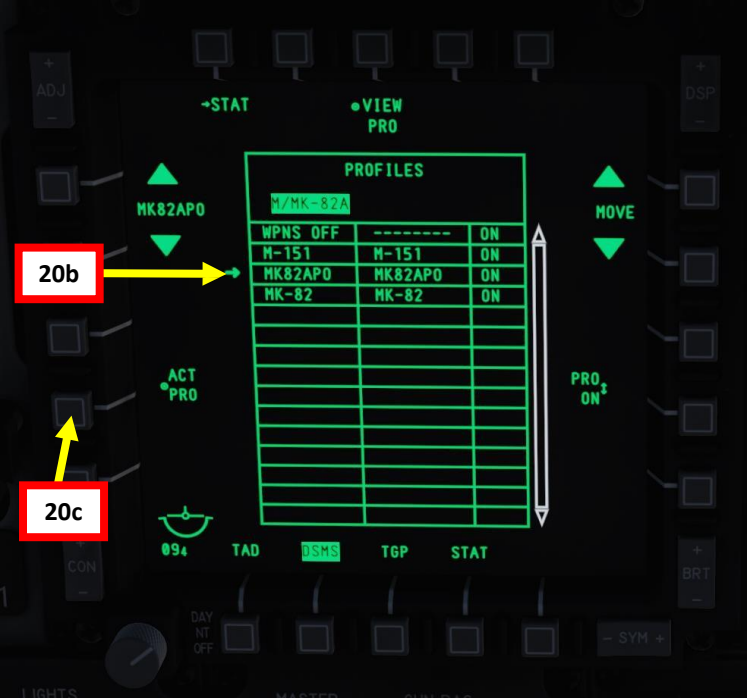 ADJ
DSP
→STAT
VIEW
PRO
PROFILES
M/MK-82A
MK82APO
MOVE
WPNS OFF -------- ON
M-151 M-151 ON
MK82APO MK82APO ON
MK-82 MK-82 ON
20b
ACT
PRO
PRO
ON
20c
094
TAD DSMS TGP STAT
CON
BRT
DAY
NT
OFF
- SYM +
LIGHTS
MASTER